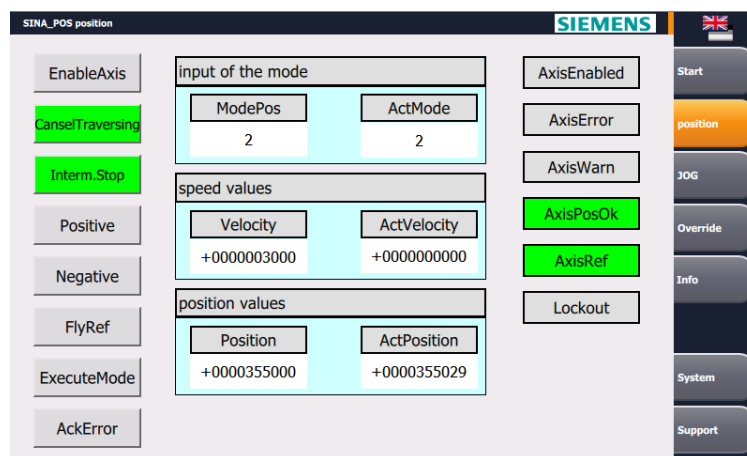 SINA_POS position
SIEMENS
EnableAxis
CanselTraversing
Interm.Stop
Positive
Negative
FlyRef
ExecuteMode
AckError
input of the mode
ModePos
ActMode
2
2
speed values
Velocity
ActVelocity
+0000003000
+0000000000
position values
Position
ActPosition
+0000355000
+0000355029
AxisEnabled
AxisError
AxisWarn
AxisPosOk
AxisRef
Lockout
Start
position
JOG
Override
Info
System
Support